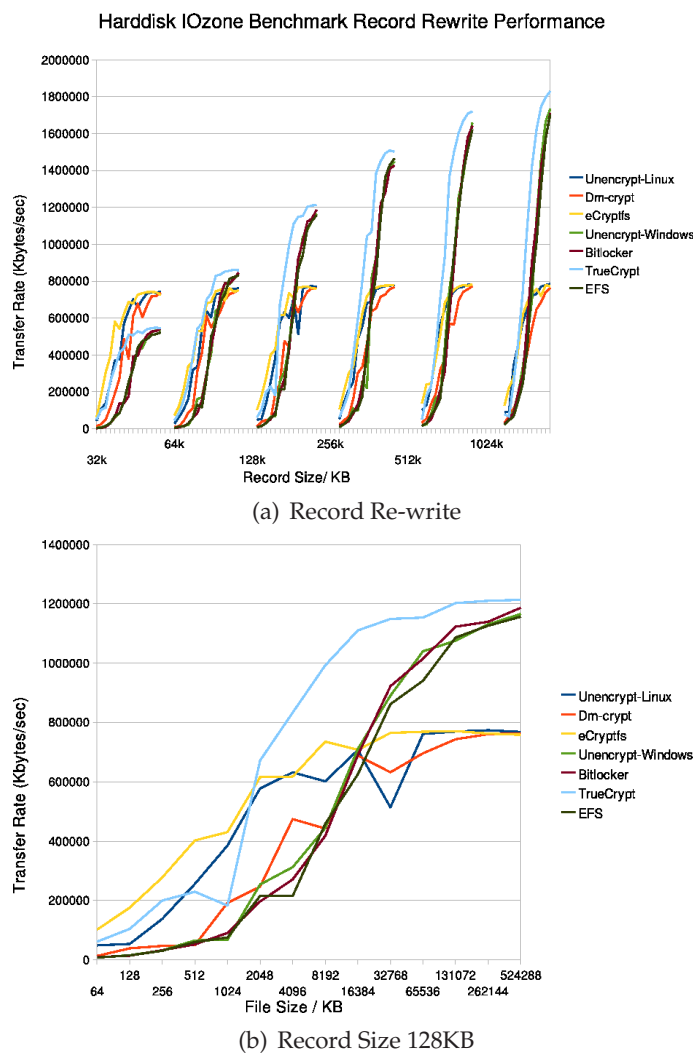 Harddisk IOzone Benchmark Record Rewrite Performance
2000000
1800000
1600000
1400000
1200000
1000000
800000
600000
400000
200000
0
Transfer Rate (Kbytes/sec)
Unencrypt-Linux
Dm-crypt
eCryptfs
Unencrypt-Windows
Bitlocker
TrueCrypt
EFS
64k 256k 1024k
32k 128k 512k
Record Size/ KB
(a) Record Re-write
1400000
1200000
1000000
800000
600000
400000
200000
0
Transfer Rate (Kbytes/sec)
Unencrypt-Linux
Dm-crypt
eCryptfs
Unencrypt-Windows
Bitlocker
TrueCrypt
EFS
128 512 2048 8192 32768 131072 524288
64 256 1024 4096 16384 65536 262144
File Size / KB
(b) Record Size 128KB